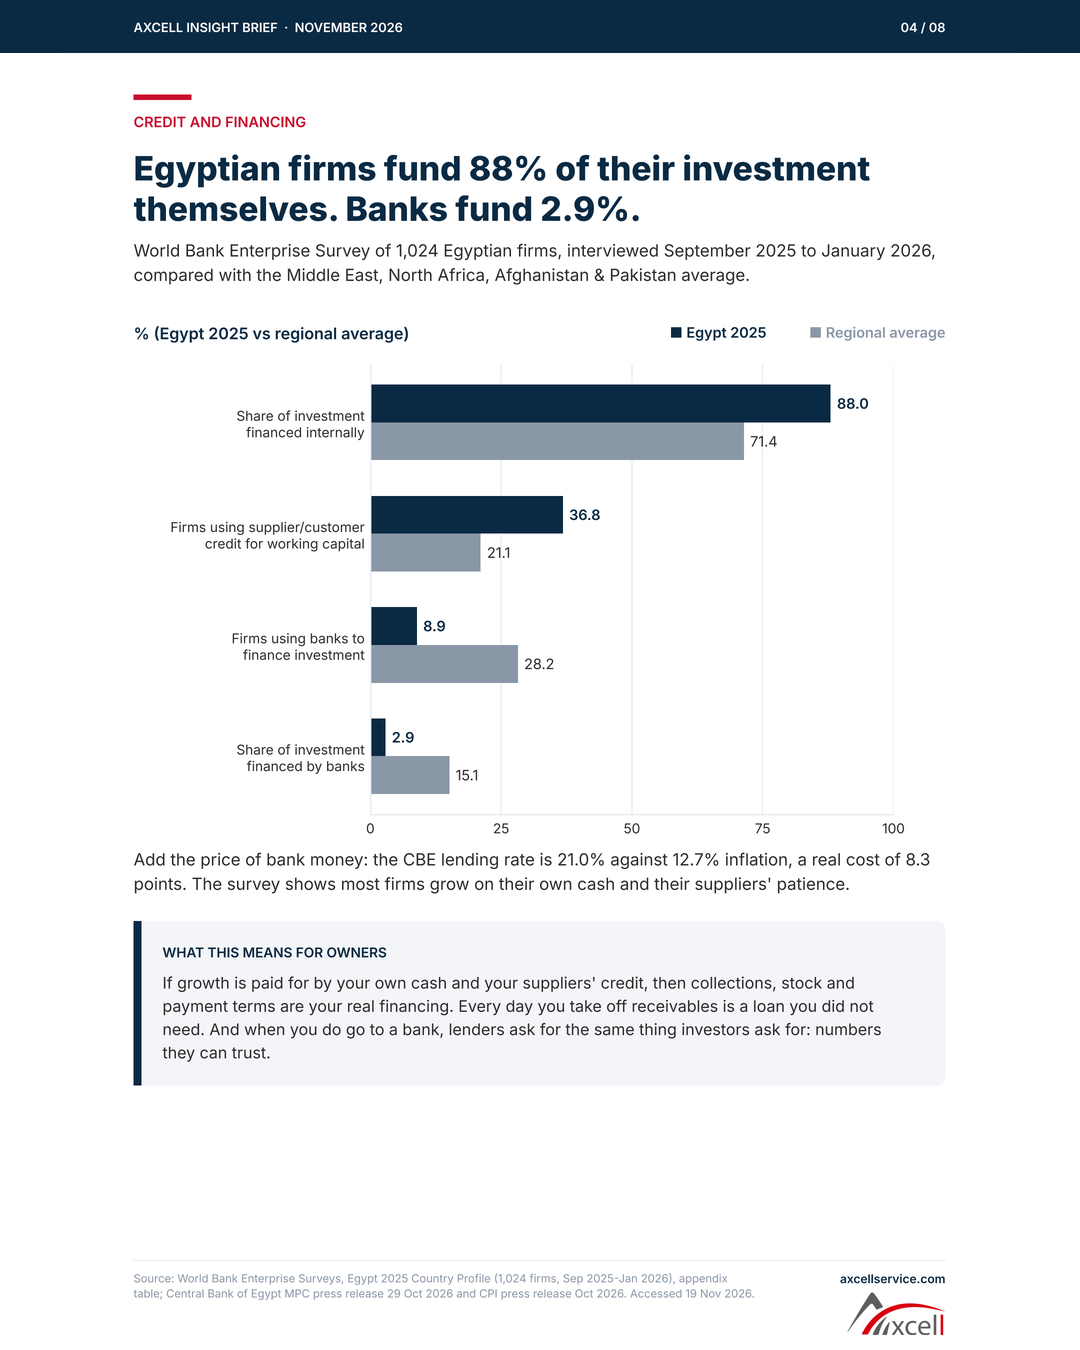 AXCELL INSIGHT BRIEF · NOVEMBER 2026
04 / 08
CREDIT AND FINANCING
Egyptian firms fund 88% of their investment
themselves. Banks fund 2.9%.
World Bank Enterprise Survey of 1,024 Egyptian firms, interviewed September 2025 to January 2026,
compared with the Middle East, North Africa, Afghanistan & Pakistan average.
% (Egypt 2025 vs regional average)
Egypt 2025
Regional average
Share of investment
financed internally
88.0
71.4
Firms using supplier/customer
credit for working capital
36.8
21.1
Firms using banks to
finance investment
8.9
28.2
Share of investment
financed by banks
2.9
15.1
0 25 50 75 100
Add the price of bank money: the CBE lending rate is 21.0% against 12.7% inflation, a real cost of 8.3
points. The survey shows most firms grow on their own cash and their suppliers' patience.
WHAT THIS MEANS FOR OWNERS
If growth is paid for by your own cash and your suppliers' credit, then collections, stock and
payment terms are your real financing. Every day you take off receivables is a loan you did not
need. And when you do go to a bank, lenders ask for the same thing investors ask for: numbers
they can trust.
Source: World Bank Enterprise Surveys, Egypt 2025 Country Profile (1,024 firms, Sep 2025-Jan 2026), appendix
table; Central Bank of Egypt MPC press release 29 Oct 2026 and CPI press release Oct 2026. Accessed 19 Nov 2026.
axcellservice.com
Axcell